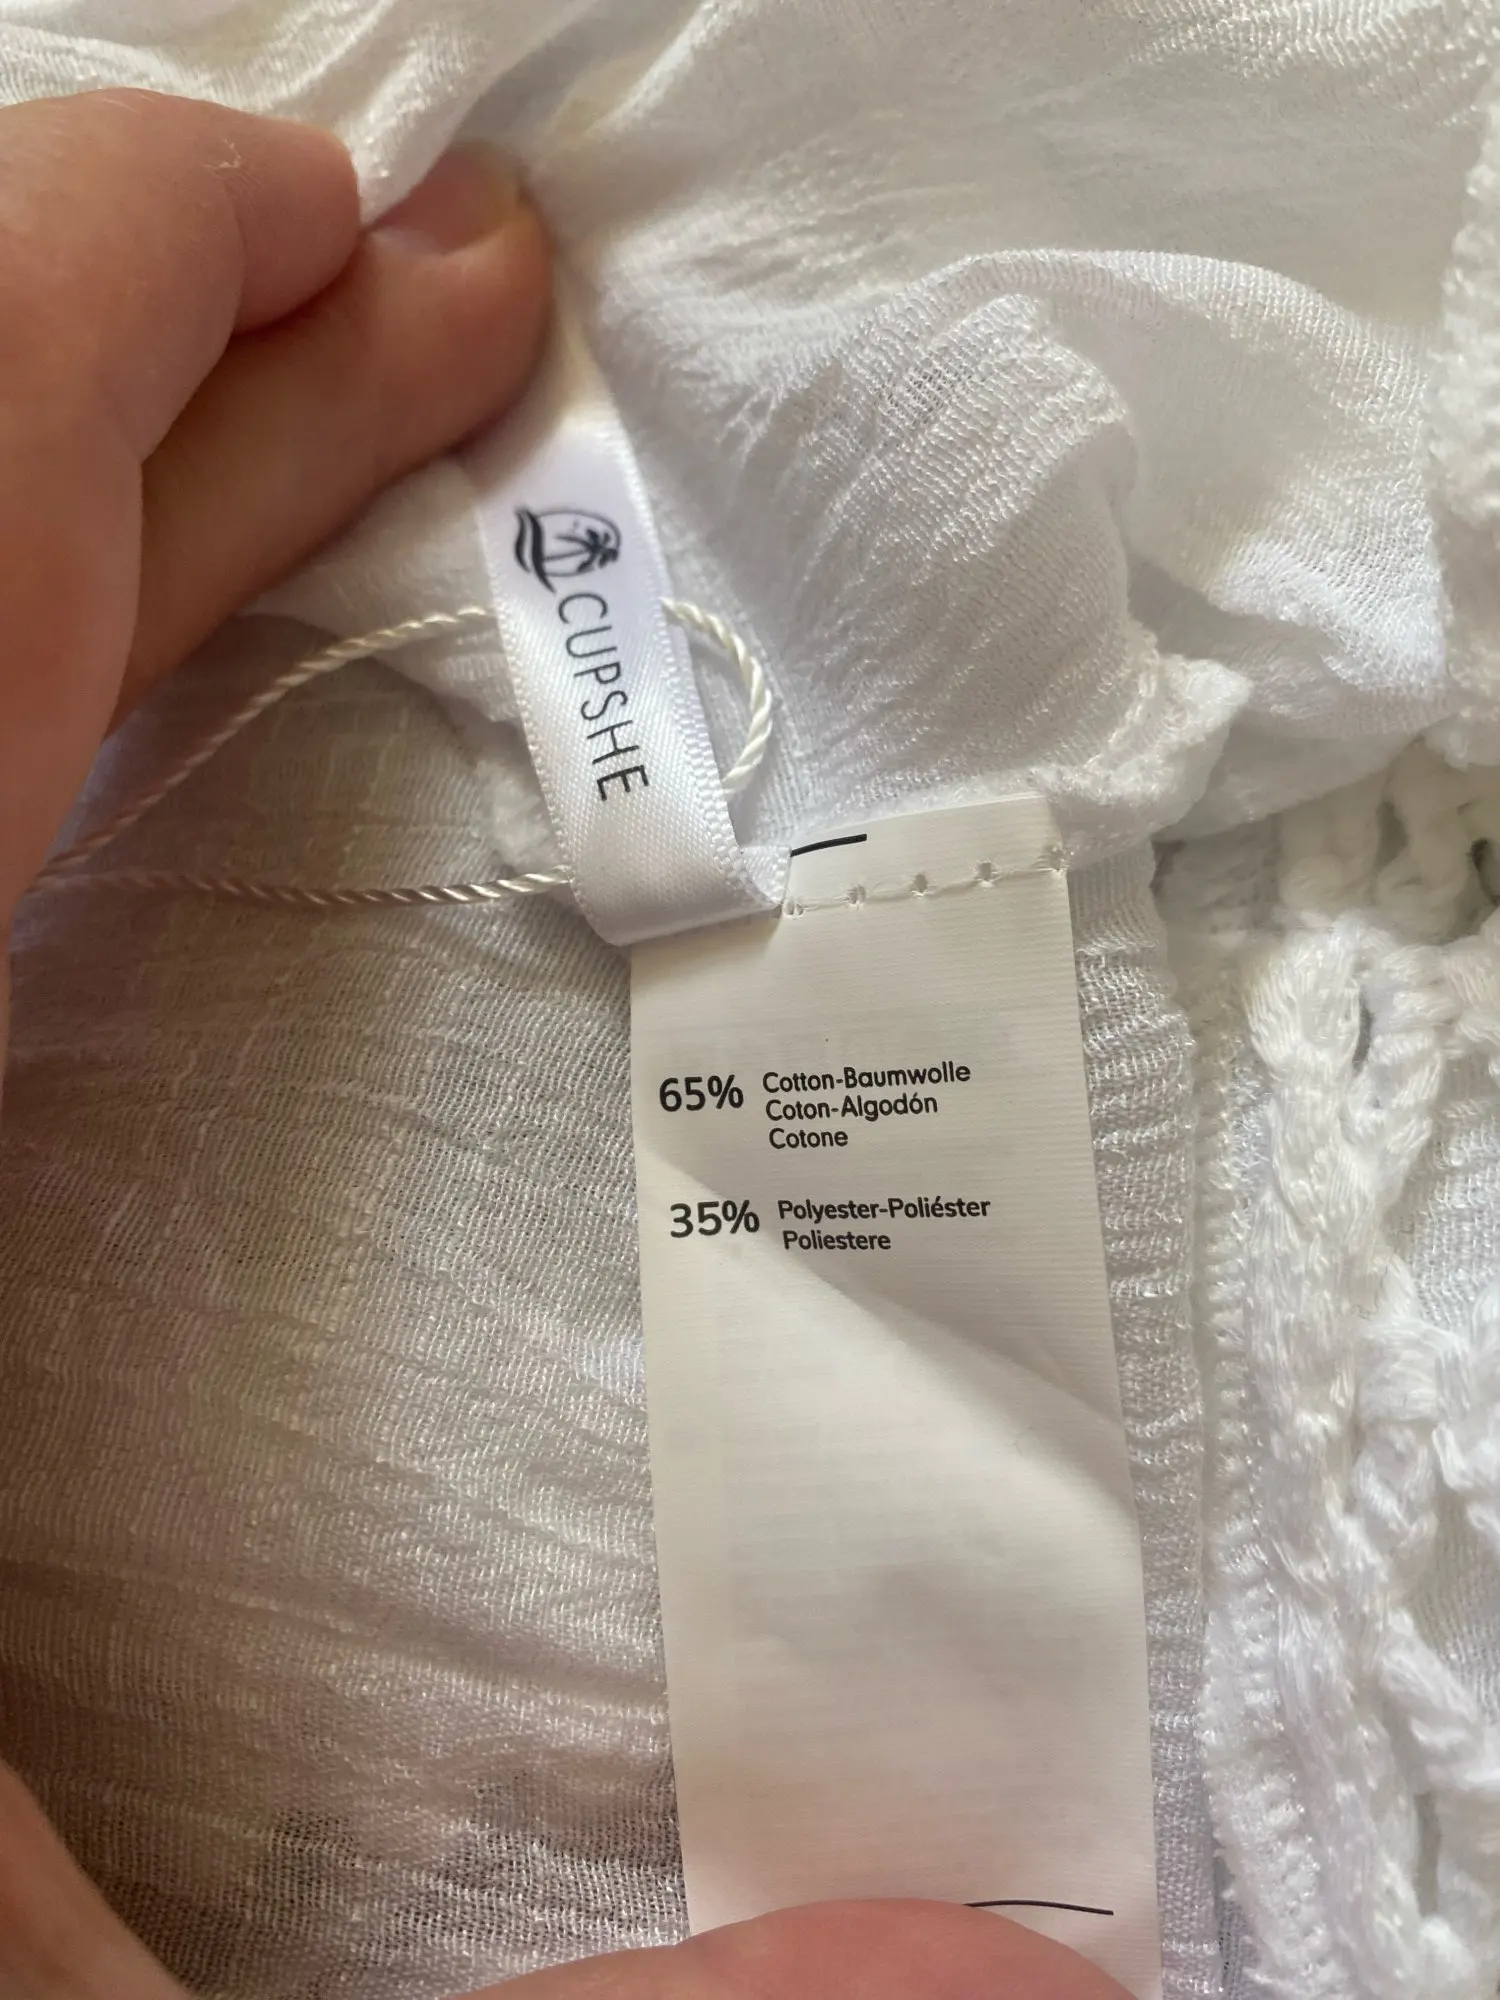 CUPSHE
65% Cotton-Baumwolle
Coton-Algodón
Cotone
35% Polyester-Poliéster
Poliestere